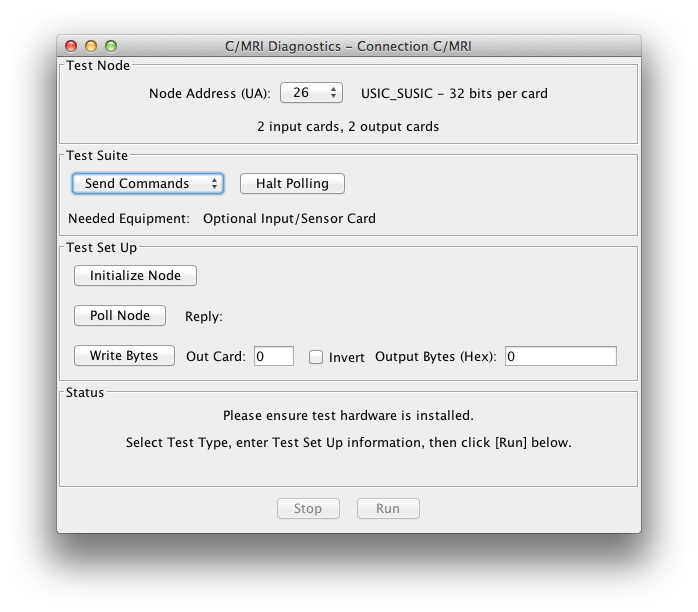 C/MRI Diagnostics – Connection C/MRI
Test Node
Node Address (UA): 26 USIC_SUSIC – 32 bits per card
2 input cards, 2 output cards
Test Suite
Send Commands Halt Polling
Needed Equipment: Optional Input/Sensor Card
Test Set Up
Initialize Node
Poll Node Reply:
Write Bytes Out Card: 0 Invert Output Bytes (Hex): 0
Status
Please ensure test hardware is installed.
Select Test Type, enter Test Set Up information, then click [Run] below.
Stop Run